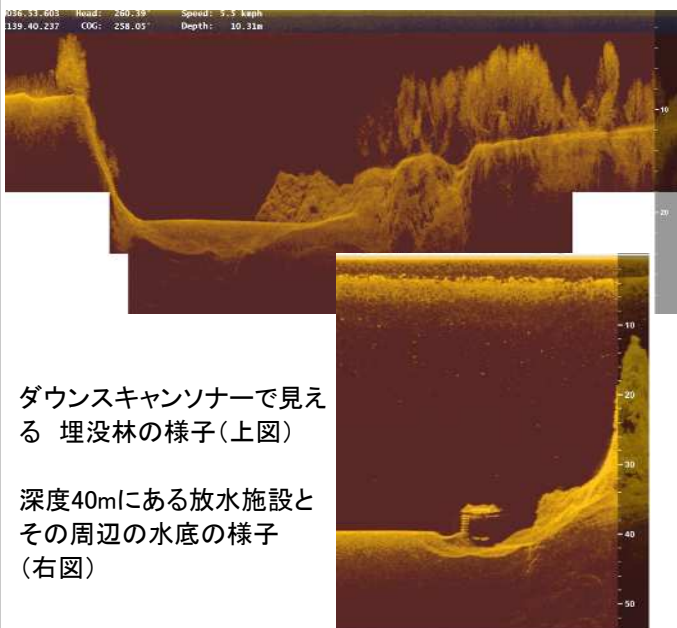 036.53.603 Head: 260.39° Speed: 5.5 kmph
139.40.237 COG: 258.05° Depth: 10.31m
10
20
10
20
30
40
50
ダウンスキャンソナーで見え
る 埋没林の様子(上図)
深度40mにある放水施設と
その周辺の水底の様子
(右図)